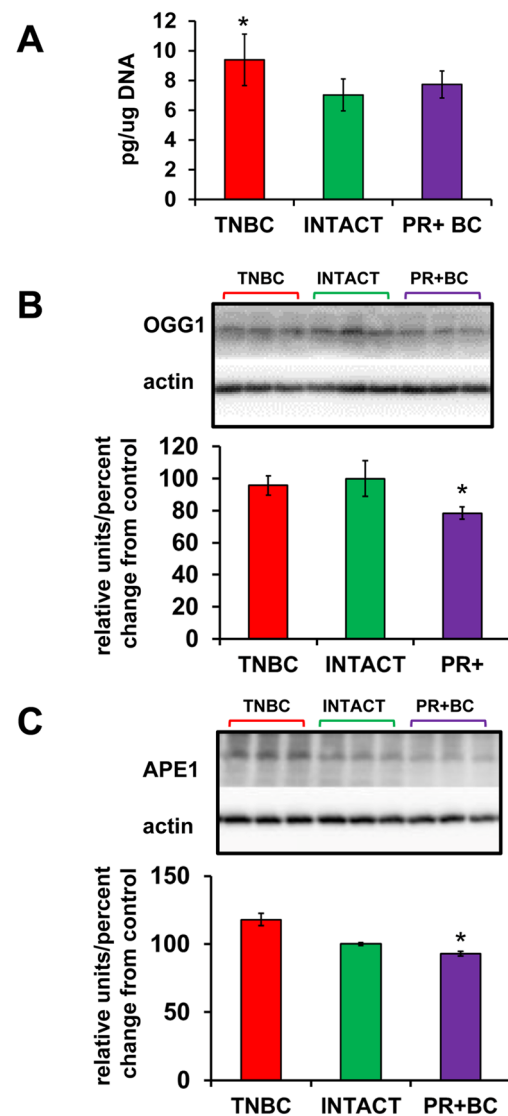 A
*
pg/ug DNA
12
10
8
6
4
2
0
TNBC INTACT PR+ BC
B
TNBC INTACT PR+BC
OGG1
actin
relative units/percent
change from control
120
100
80
60
40
20
0
*
TNBC INTACT PR+
C
TNBC INTACT PR+BC
APE1
actin
relative units/percent
change from control
150
100
50
0
*
TNBC INTACT PR+BC